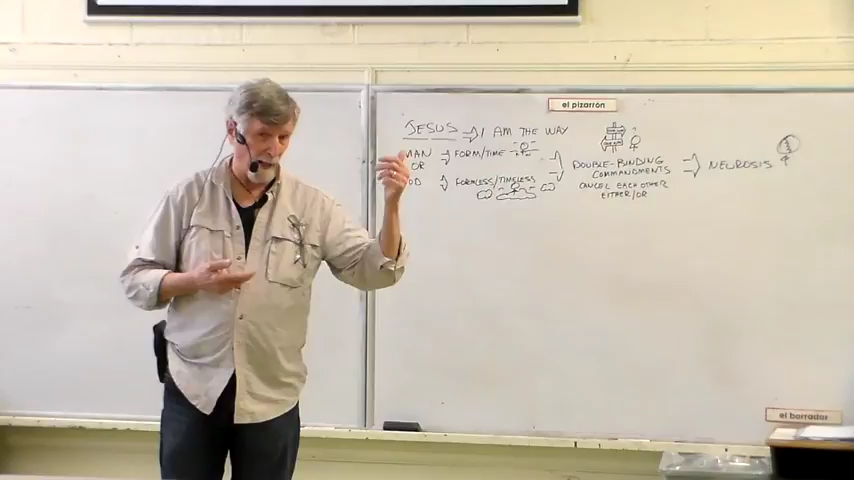 el pizarrón
JESUS ⇒ I AM THE WAY
MAN ⇒ FORM/TIME
OR
GOD ⇒ FORMLESS/TIMELESS
DOUBLE-BINDING
COMMANDMENTS
CANCEL EACH OTHER
EITHER/OR
⇒ NEUROSIS
el borrador